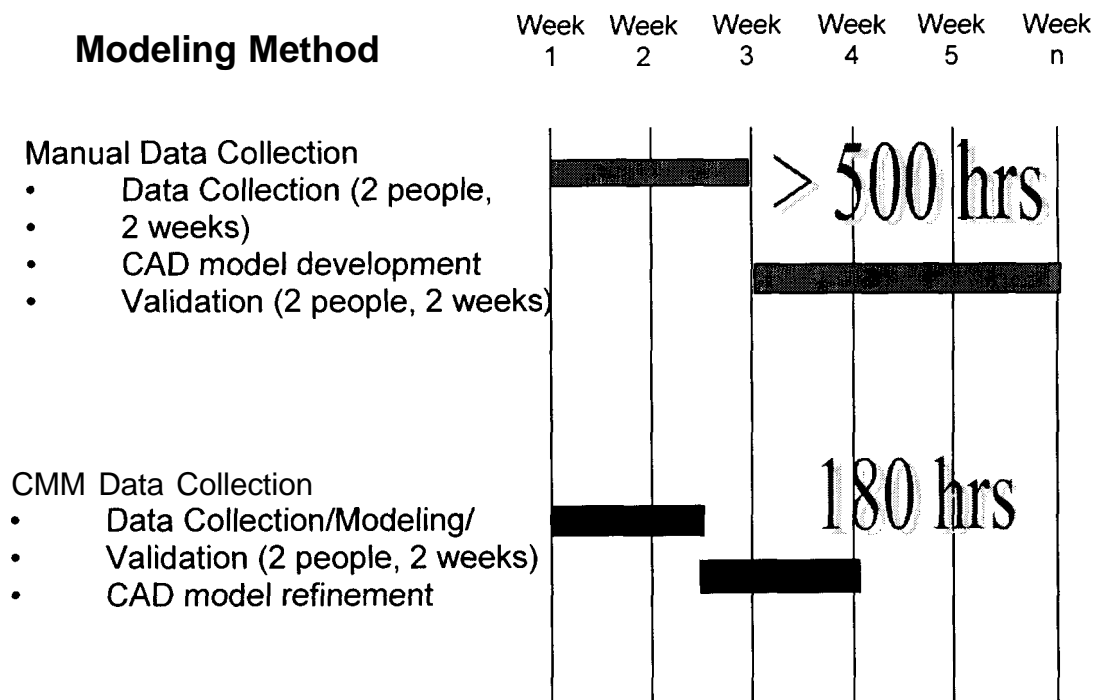 Modeling Method
Week Week Week Week Week Week
1 2 3 4 5 n
Manual Data Collection
• Data Collection (2 people,
• 2 weeks)
• CAD model development
• Validation (2 people, 2 weeks)
> 500 hrs
CMM Data Collection
• Data Collection/Modeling/
• Validation (2 people, 2 weeks)
• CAD model refinement
180 hrs